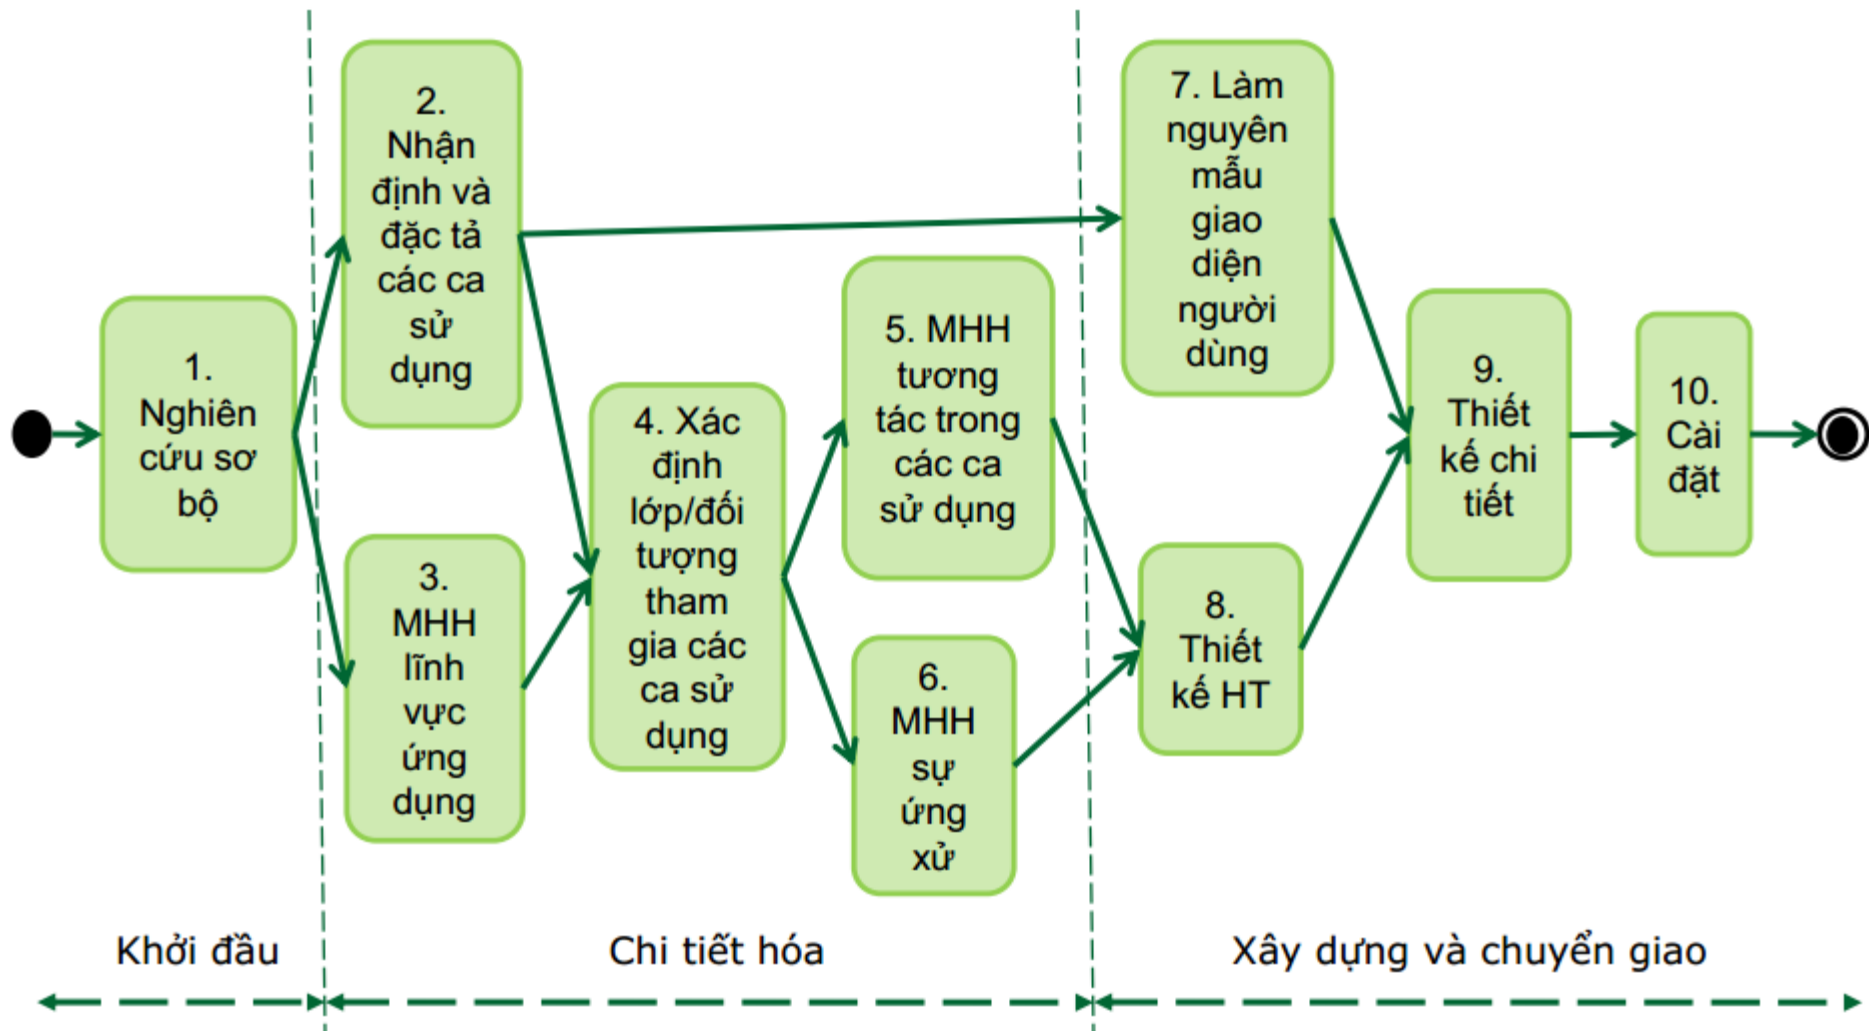 1.
Nghiên
cứu sơ
bộ
2.
Nhận
định và
đặc tả
các ca
sử
dụng
3.
MHH
lĩnh
vực
ứng
dụng
4. Xác
định
lớp/đối
tượng
tham
gia các
ca sử
dụng
5. MHH
tương
tác trong
các ca
sử dụng
6.
MHH
sự
ứng
xử
7. Làm
nguyên
mẫu
giao
diện
người
dùng
8.
Thiết
kế HT
9.
Thiết
kế chi
tiết
10.
Cài
đặt
Khởi đầu
Chi tiết hóa
Xây dựng và chuyển giao